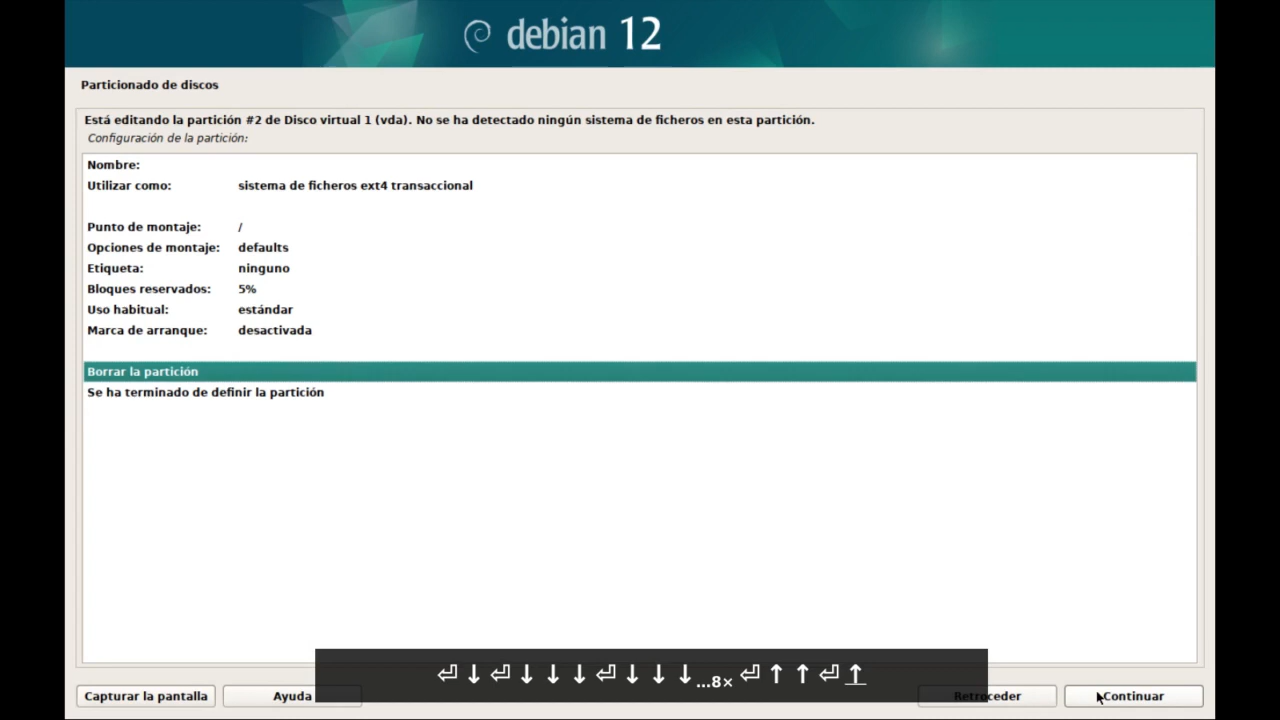 debian 12
Particionado de discos
Está editando la partición #2 de Disco virtual 1 (vda). No se ha detectado ningún sistema de ficheros en esta partición.
Configuración de la partición:
Nombre:
Utilizar como: sistema de ficheros ext4 transaccional
Punto de montaje: /
Opciones de montaje: defaults
Etiqueta: ninguno
Bloques reservados: 5%
Uso habitual: estándar
Marca de arranque: desactivada
Borrar la partición
Se ha terminado de definir la partición
⏎ ↓ ⏎ ↓ ↓ ↓ ⏎ ↓ ↓ ↓...8× ⏎ ↑ ↑ ⏎ ↑
Capturar la pantalla Ayuda Retroceder Continuar